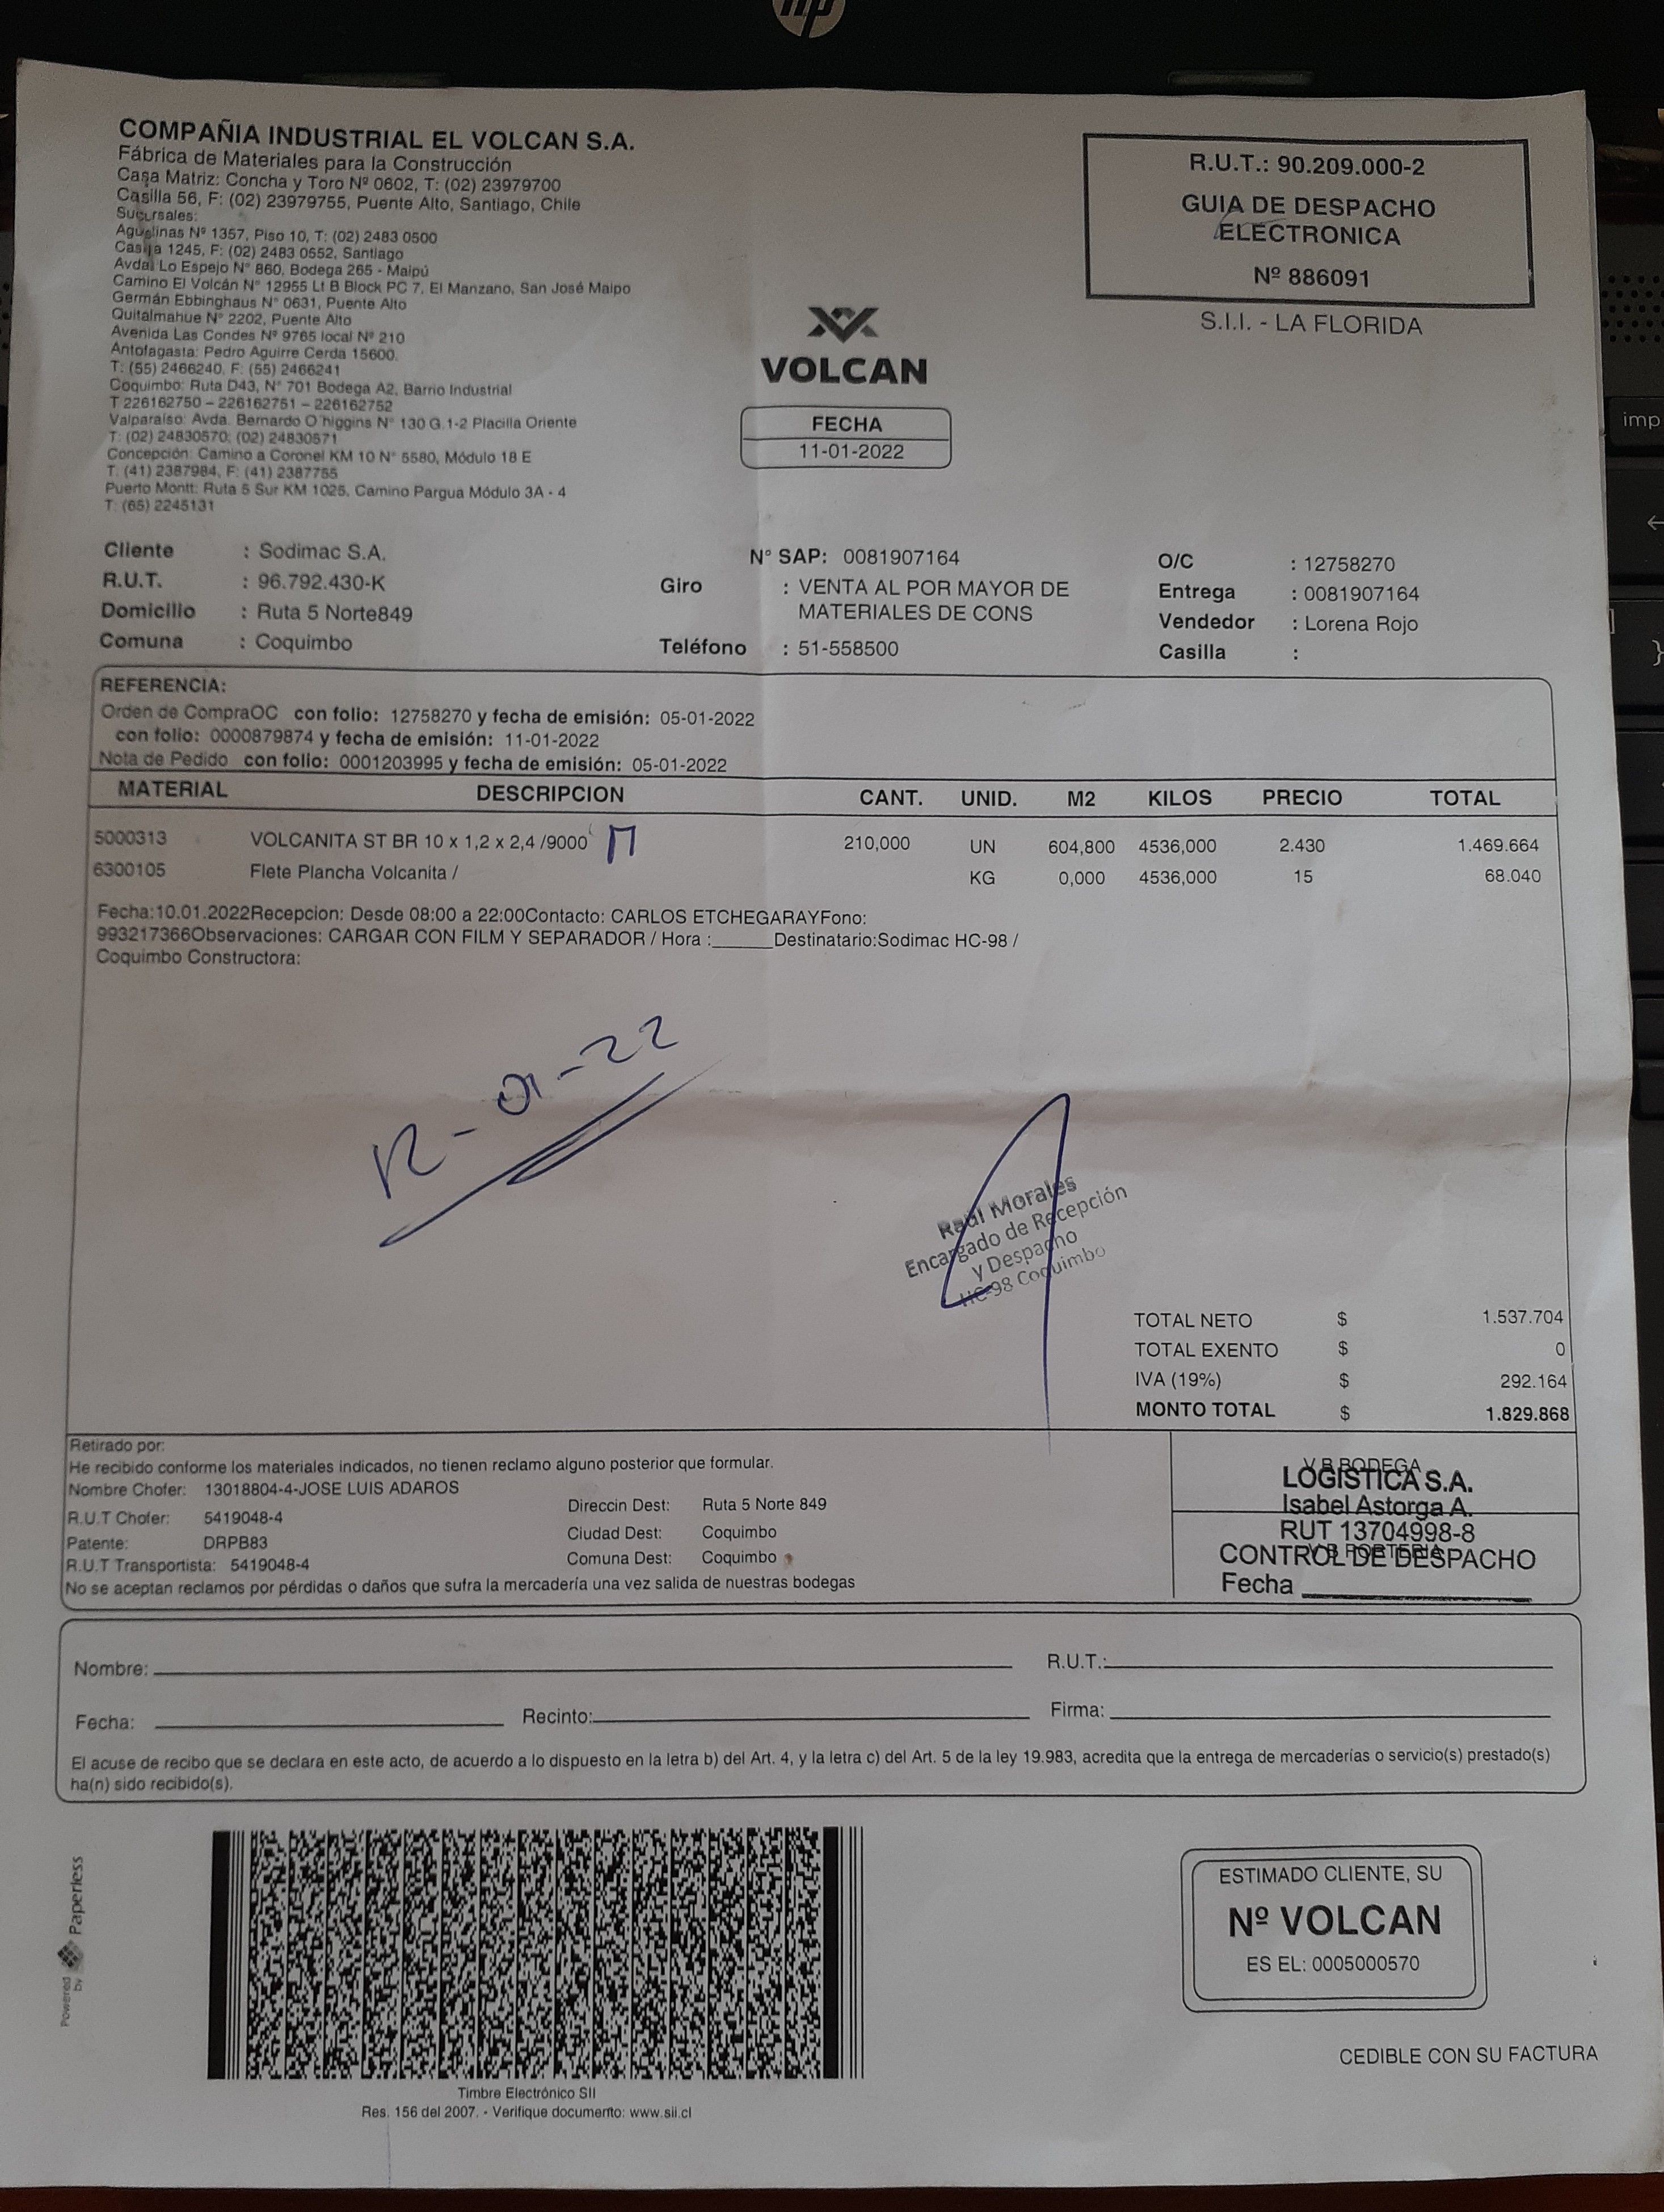 hp
COMPAÑIA INDUSTRIAL EL VOLCAN S.A.
Fábrica de Materiales para la Construcción
Casa Matriz: Concha y Toro Nº 0602, T: (02) 23979700
Casilla 56, F: (02) 23979755, Puente Alto, Santiago, Chile
Sucursales:
Agustinas Nº 1357, Piso 10, T: (02) 2483 0500
Casilla 1245, F: (02) 2483 0552, Santiago
Avda. Lo Espejo N° 860, Bodega 265 - Maipú
Camino El Volcán N° 12955 Lt B Block PC 7, El Manzano, San José Maipo
Germán Ebbinghaus N° 0631, Puente Alto
Quitalmahue N° 2202, Puente Alto
Avenida Las Condes Nº 9765 local Nº 210
Antofagasta: Pedro Aguirre Cerda 15600.
T: (55) 2466240, F: (55) 2466241
Coquimbo: Ruta D43, N° 701 Bodega A2, Barrio Industrial
T 226162750 – 226162751 – 226162752
Valparaíso: Avda. Bernardo O´higgins N° 130 G.1-2 Placilla Oriente
T: (02) 24830570; (02) 24830571
Concepción: Camino a Coronel KM 10 N° 5580, Módulo 18 E
T: (41) 2387984, F: (41) 2387755
Puerto Montt: Ruta 5 Sur KM 1025, Camino Pargua Módulo 3A - 4
T: (65) 2245131
R.U.T.: 90.209.000-2
GUIA DE DESPACHO
ELECTRONICA
Nº 886091
S.I.I. - LA FLORIDA
VOLCAN
FECHA
11-01-2022
imp
Cliente : Sodimac S.A. N° SAP: 0081907164 O/C : 12758270
R.U.T. : 96.792.430-K Giro : VENTA AL POR MAYOR DE Entrega : 0081907164
Domicilio : Ruta 5 Norte849 MATERIALES DE CONS Vendedor : Lorena Rojo
Comuna : Coquimbo Teléfono : 51-558500 Casilla :
REFERENCIA:
Orden de CompraOC con folio: 12758270 y fecha de emisión: 05-01-2022
con folio: 0000879874 y fecha de emisión: 11-01-2022
Nota de Pedido con folio: 0001203995 y fecha de emisión: 05-01-2022
MATERIAL DESCRIPCION CANT. UNID. M2 KILOS PRECIO TOTAL
5000313 VOLCANITA ST BR 10 x 1,2 x 2,4 /9000 210,000 UN 604,800 4536,000 2.430 1.469.664
6300105 Flete Plancha Volcanita / KG 0,000 4536,000 15 68.040
Fecha:10.01.2022Recepcion: Desde 08:00 a 22:00Contacto: CARLOS ETCHEGARAYFono:
993217366Observaciones: CARGAR CON FILM Y SEPARADOR / Hora :______Destinatario:Sodimac HC-98 /
Coquimbo Constructora:
12-01-22
Raúl Morales
Encargado de Recepción
y Despacho
HC-98 Coquimbo
TOTAL NETO $ 1.537.704
TOTAL EXENTO $ 0
IVA (19%) $ 292.164
MONTO TOTAL $ 1.829.868
Retirado por:
He recibido conforme los materiales indicados, no tienen reclamo alguno posterior que formular.
Nombre Chofer: 13018804-4-JOSE LUIS ADAROS
R.U.T Chofer: 5419048-4
Patente: DRPB83
R.U.T Transportista: 5419048-4
No se aceptan reclamos por pérdidas o daños que sufra la mercadería una vez salida de nuestras bodegas
Direccin Dest: Ruta 5 Norte 849
Ciudad Dest: Coquimbo
Comuna Dest: Coquimbo
V.B BODEGA
LOGISTICA S.A.
Isabel Astorga A.
RUT 13704998-8
V.B PORTERIA
CONTROL DE DESPACHO
Fecha
Nombre: R.U.T.:
Fecha: Recinto: Firma:
El acuse de recibo que se declara en este acto, de acuerdo a lo dispuesto en la letra b) del Art. 4, y la letra c) del Art. 5 de la ley 19.983, acredita que la entrega de mercaderías o servicio(s) prestado(s)
ha(n) sido recibido(s).
Powered by Paperless
Timbre Electrónico SII
Res. 156 del 2007. - Verifique documento: www.sii.cl
ESTIMADO CLIENTE, SU
Nº VOLCAN
ES EL: 0005000570
CEDIBLE CON SU FACTURA